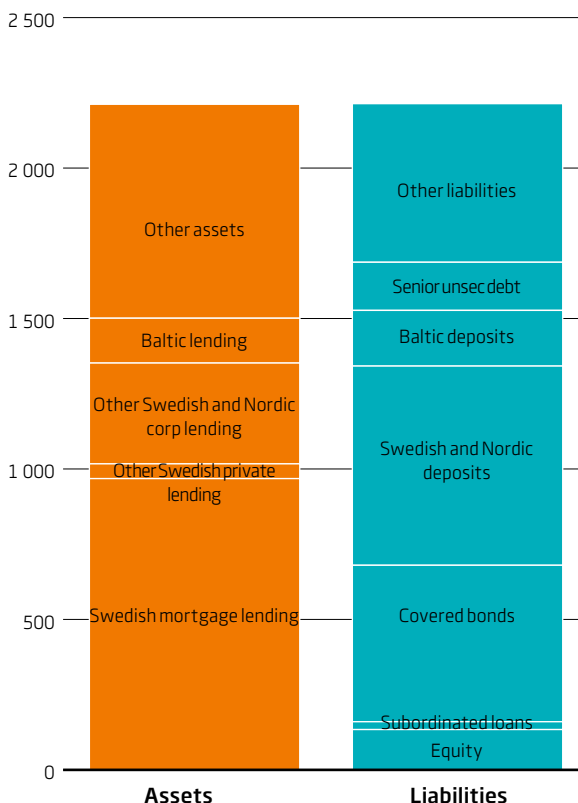 2 500
2 000
1 500
1 000
500
0
Other assets
Baltic lending
Other Swedish and Nordic
corp lending
Other Swedish private
lending
Swedish mortgage lending
Assets
Other liabilities
Senior unsec debt
Baltic deposits
Swedish and Nordic
deposits
Covered bonds
Subordinated loans
Equity
Liabilities